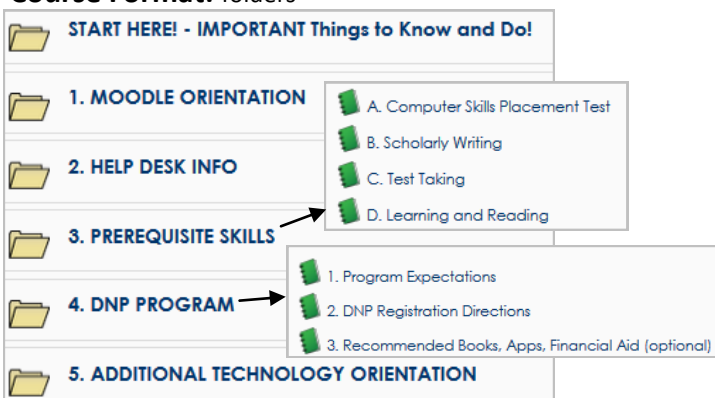 Course Format: folders
START HERE! - IMPORTANT Things to Know and Do!
1. MOODLE ORIENTATION
A. Computer Skills Placement Test
B. Scholarly Writing
2. HELP DESK INFO
C. Test Taking
D. Learning and Reading
3. PREREQUISITE SKILLS
1. Program Expectations
4. DNP PROGRAM
2. DNP Registration Directions
3. Recommended Books, Apps, Financial Aid (optional)
5. ADDITIONAL TECHNOLOGY ORIENTATION